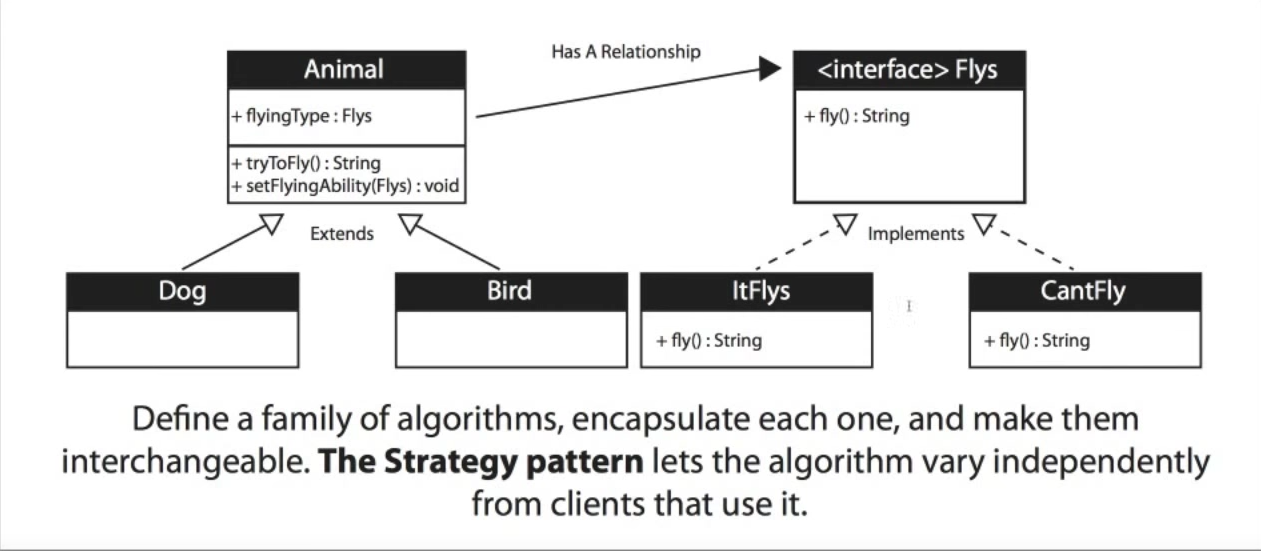 Has A Relationship
Animal
<interface> Flys
+ flyingType : Flys
+ fly() : String
+ tryToFly() : String
+ setFlyingAbility(Flys) : void
Extends
Implements
Dog
Bird
ItFlys
CantFly
+ fly() : String
+ fly() : String
Define a family of algorithms, encapsulate each one, and make them
interchangeable. The Strategy pattern lets the algorithm vary independently
from clients that use it.